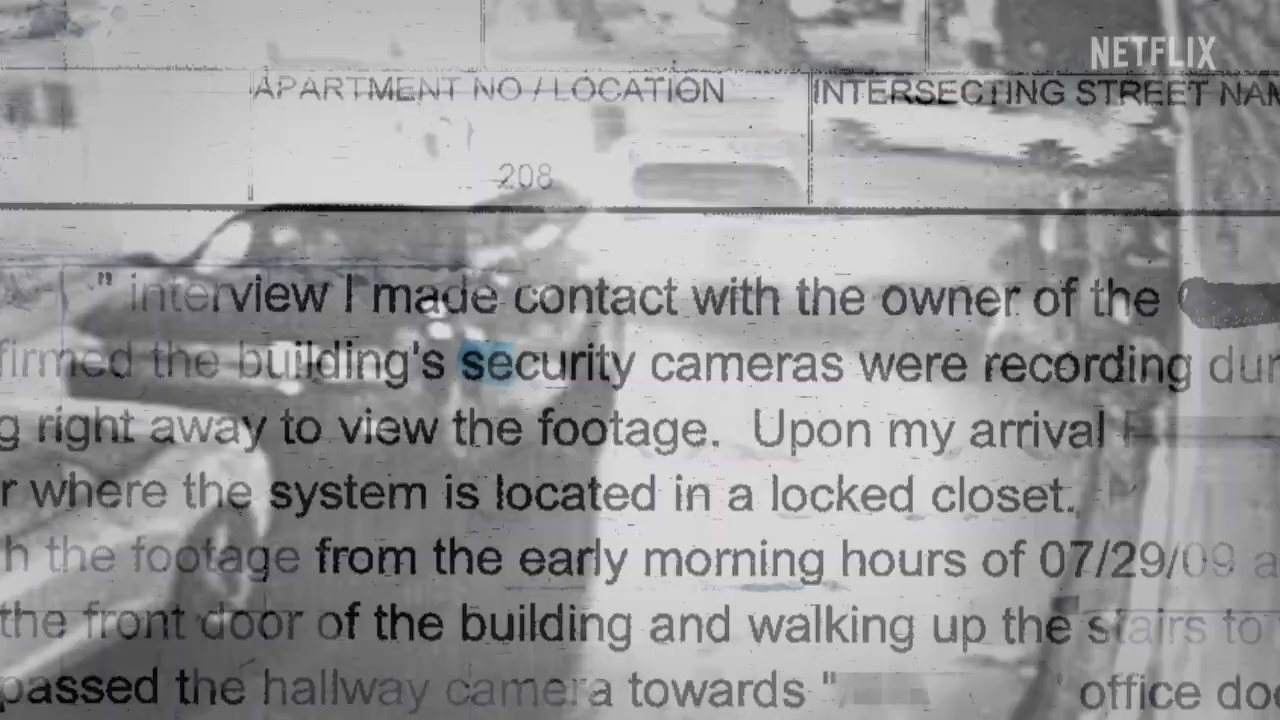 NETFLIX
APARTMENT NO / LOCATION
INTERSECTING STREET NAM
208
" interview I made contact with the owner of the
firmed the building's security cameras were recording dur
g right away to view the footage. Upon my arrival
r where the system is located in a locked closet.
h the footage from the early morning hours of 07/29/09 a
the front door of the building and walking up the stairs to
passed the hallway camera towards " ' office doo